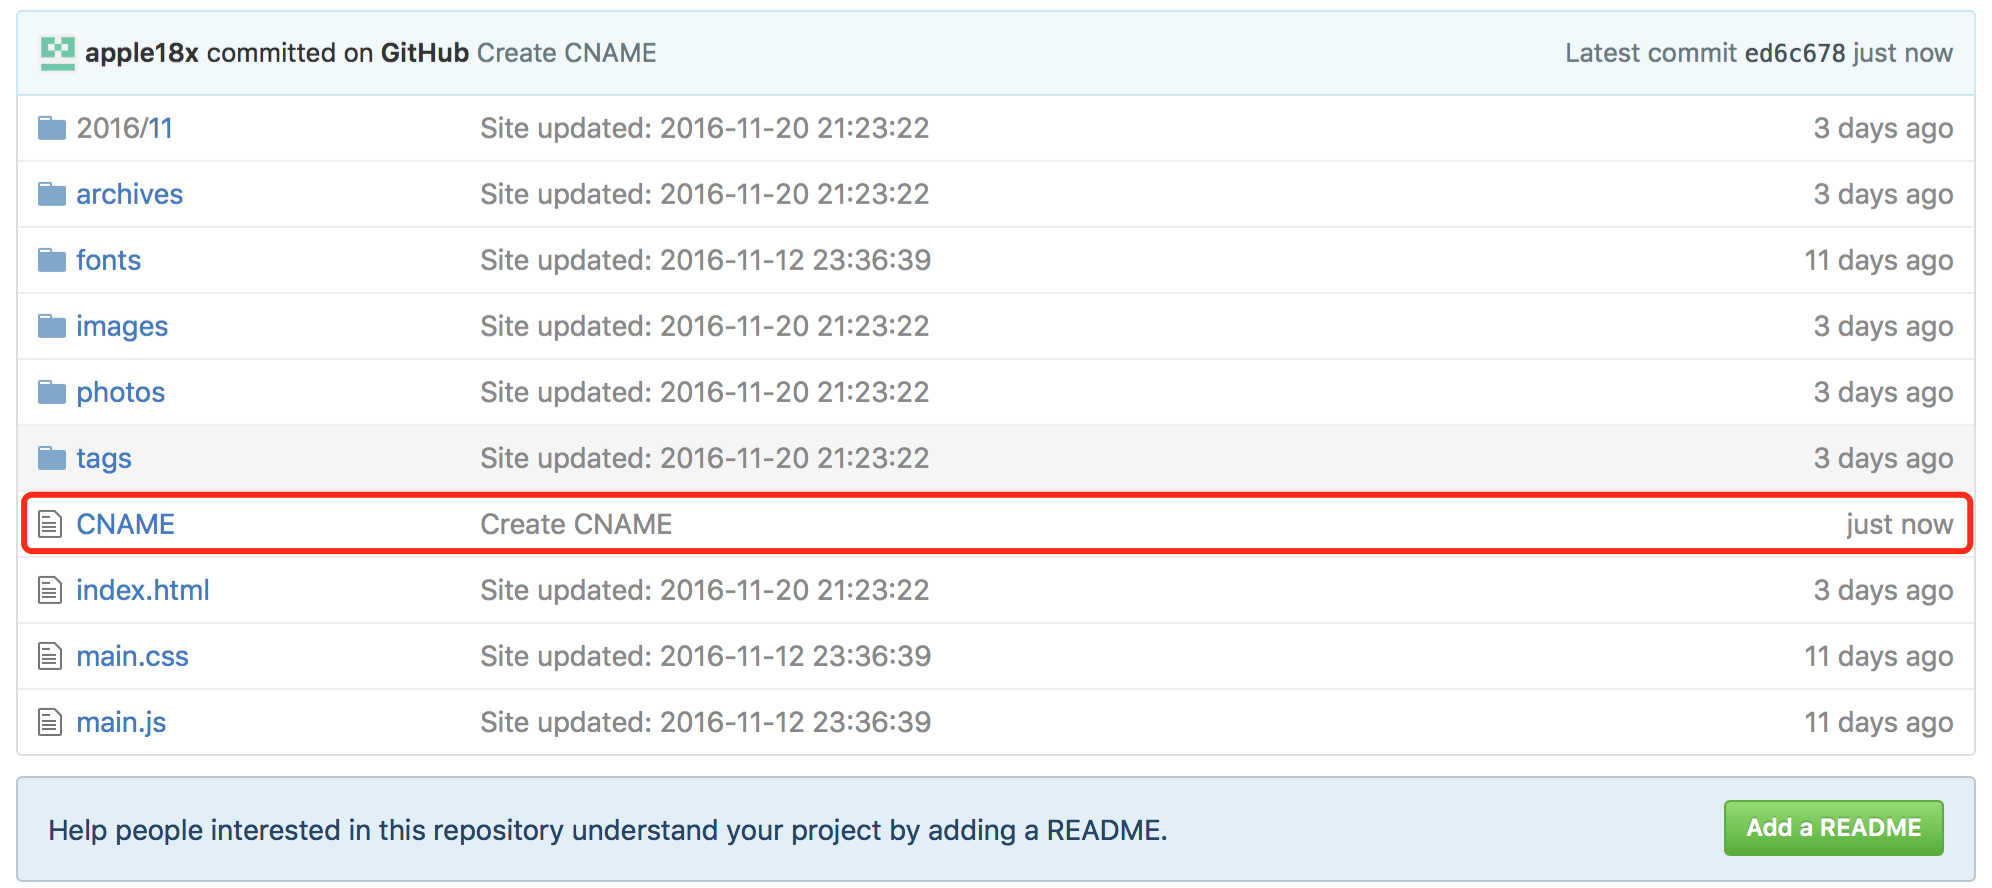 apple18x committed on GitHub Create CNAME Latest commit ed6c678 just now
2016/11 Site updated: 2016-11-20 21:23:22 3 days ago
archives Site updated: 2016-11-20 21:23:22 3 days ago
fonts Site updated: 2016-11-12 23:36:39 11 days ago
images Site updated: 2016-11-20 21:23:22 3 days ago
photos Site updated: 2016-11-20 21:23:22 3 days ago
tags Site updated: 2016-11-20 21:23:22 3 days ago
CNAME Create CNAME just now
index.html Site updated: 2016-11-20 21:23:22 3 days ago
main.css Site updated: 2016-11-12 23:36:39 11 days ago
main.js Site updated: 2016-11-12 23:36:39 11 days ago
Help people interested in this repository understand your project by adding a README. Add a README